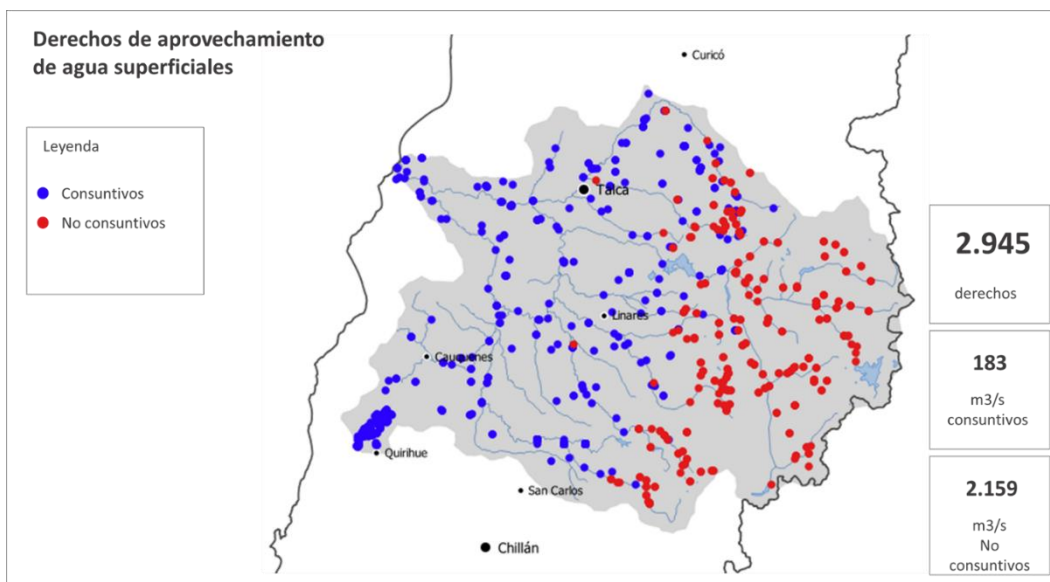 Derechos de aprovechamiento
de agua superficiales
Leyenda
Consuntivos
No consuntivos
Curicó
Talca
Linares
Cauquenes
Quirihue
San Carlos
Chillán
2.945
derechos
183
m3/s
consuntivos
2.159
m3/s
No
consuntivos